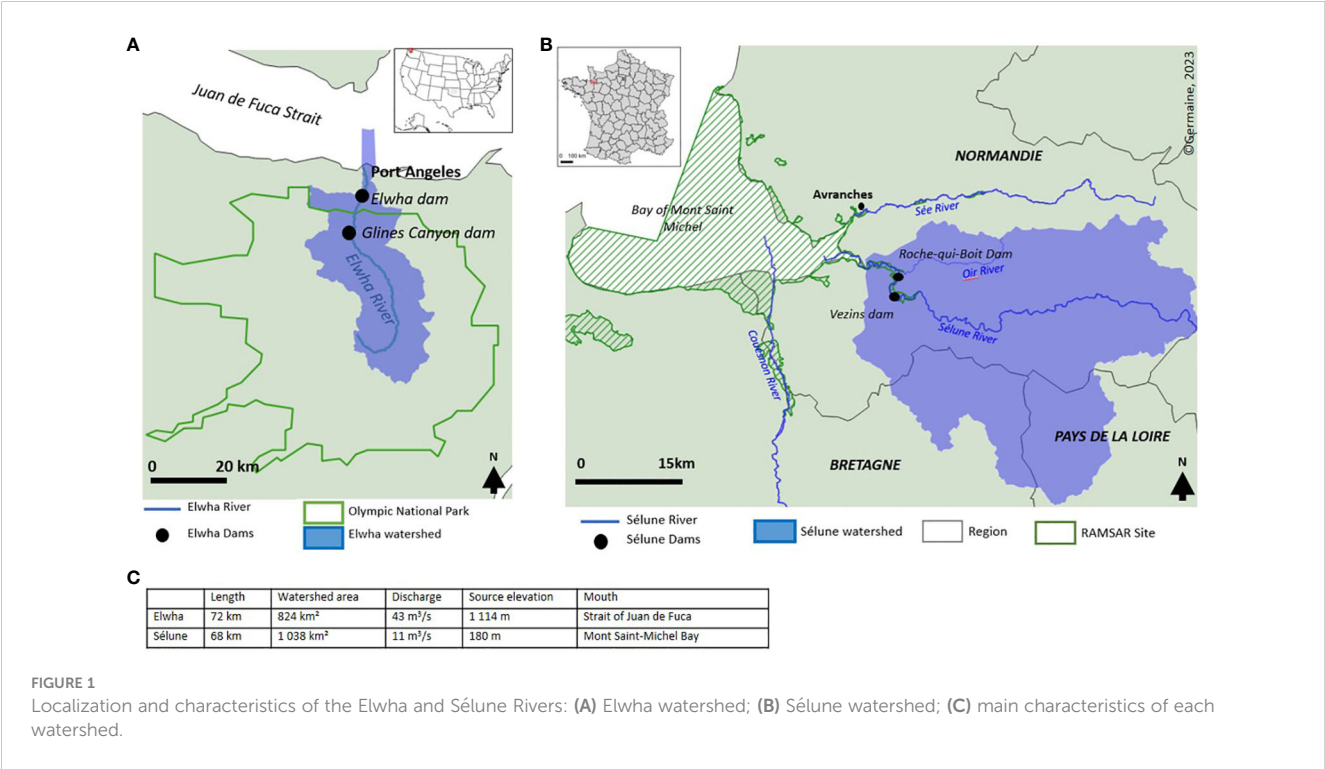 A
Juan de Fuca Strait
Port Angeles
Elwha dam
Glines Canyon dam
Elwha River
0 20 km
N
Elwha River
Olympic National Park
Elwha Dams
Elwha watershed
B
0 100 km
©Germaine, 2023
NORMANDIE
Avranches
Sée River
Bay of Mont Saint
Michel
Roche-qui-Boit Dam
Oir River
Vezins dam
Sélune River
Couesnon River
PAYS DE LA LOIRE
BRETAGNE
0 15km
N
Sélune River
Sélune watershed
Region
RAMSAR Site
Sélune Dams
C
Length Watershed area Discharge Source elevation Mouth
Elwha 72 km 824 km² 43 m³/s 1 114 m Strait of Juan de Fuca
Sélune 68 km 1 038 km² 11 m³/s 180 m Mont Saint-Michel Bay
FIGURE 1
Localization and characteristics of the Elwha and Sélune Rivers: (A) Elwha watershed; (B) Sélune watershed; (C) main characteristics of each
watershed.